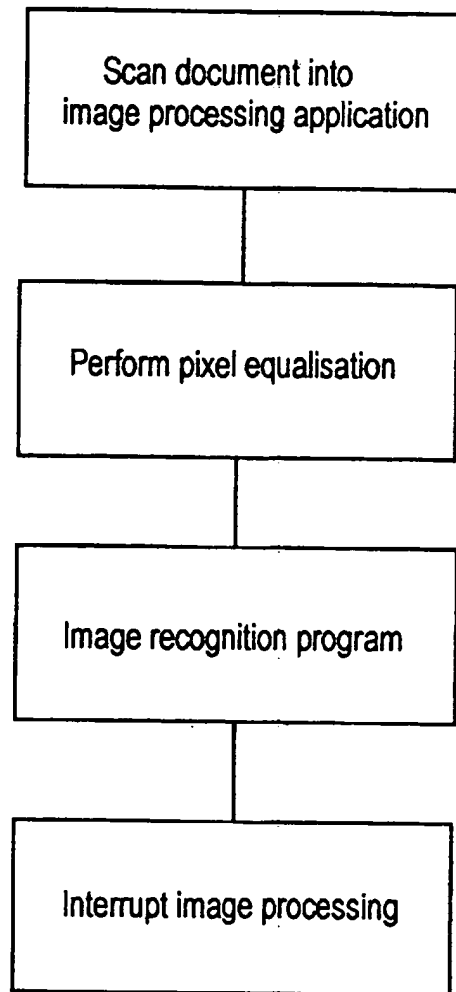 Scan document into
image processing application
Perform pixel equalisation
Image recognition program
Interrupt image processing